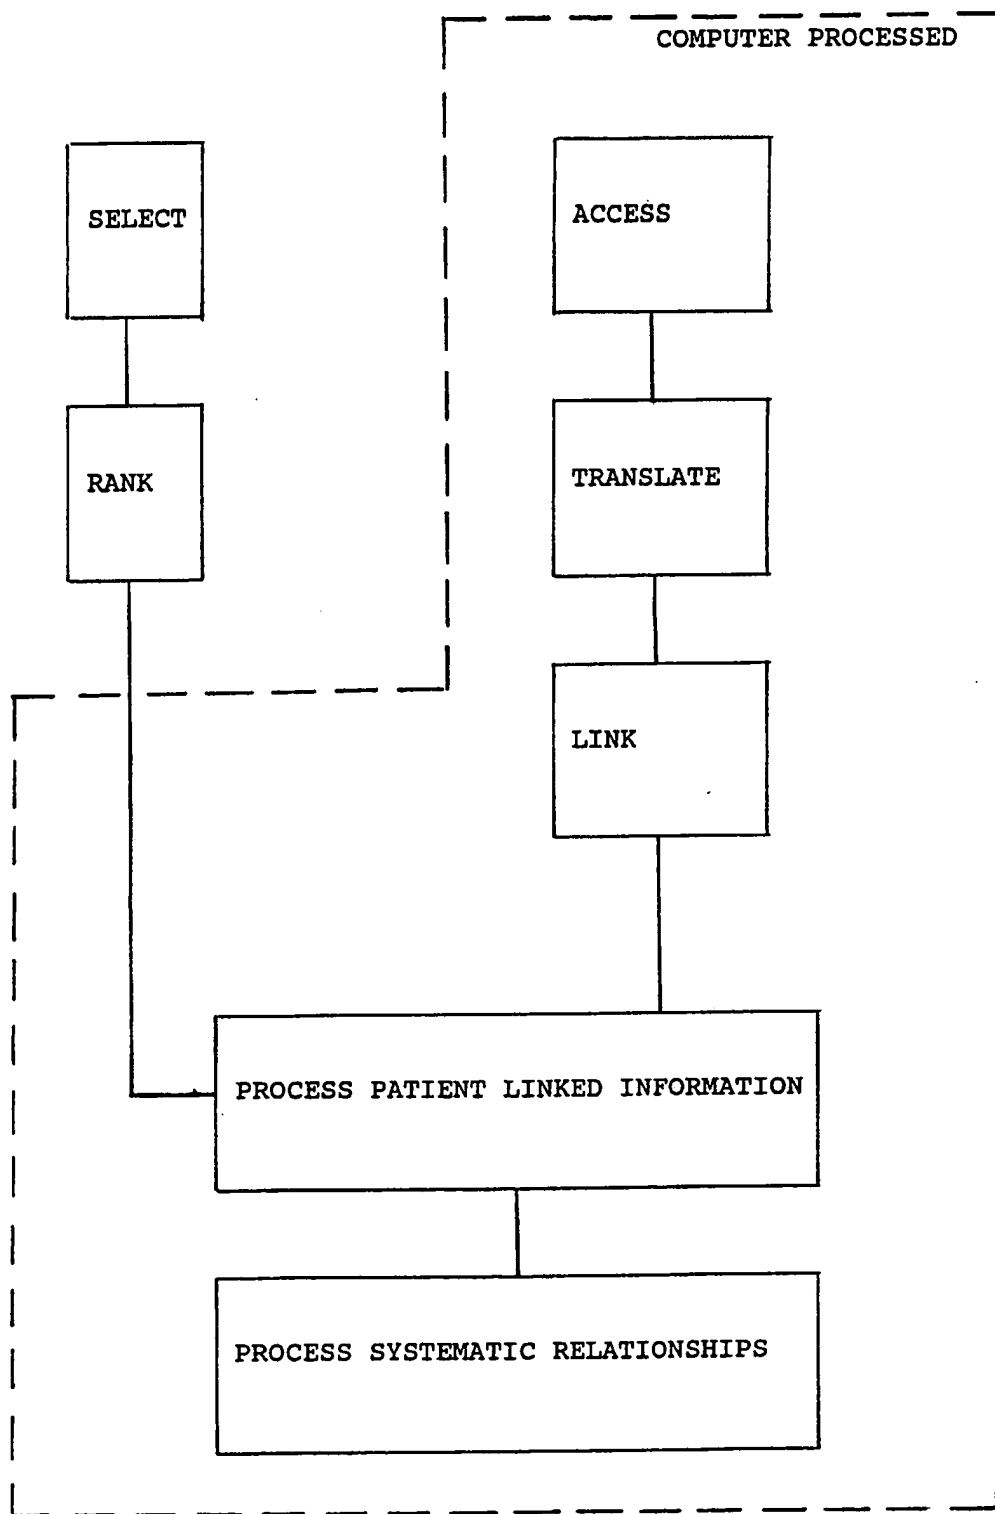 COMPUTER PROCESSED
SELECT
ACCESS
RANK
TRANSLATE
LINK
PROCESS PATIENT LINKED INFORMATION
PROCESS SYSTEMATIC RELATIONSHIPS